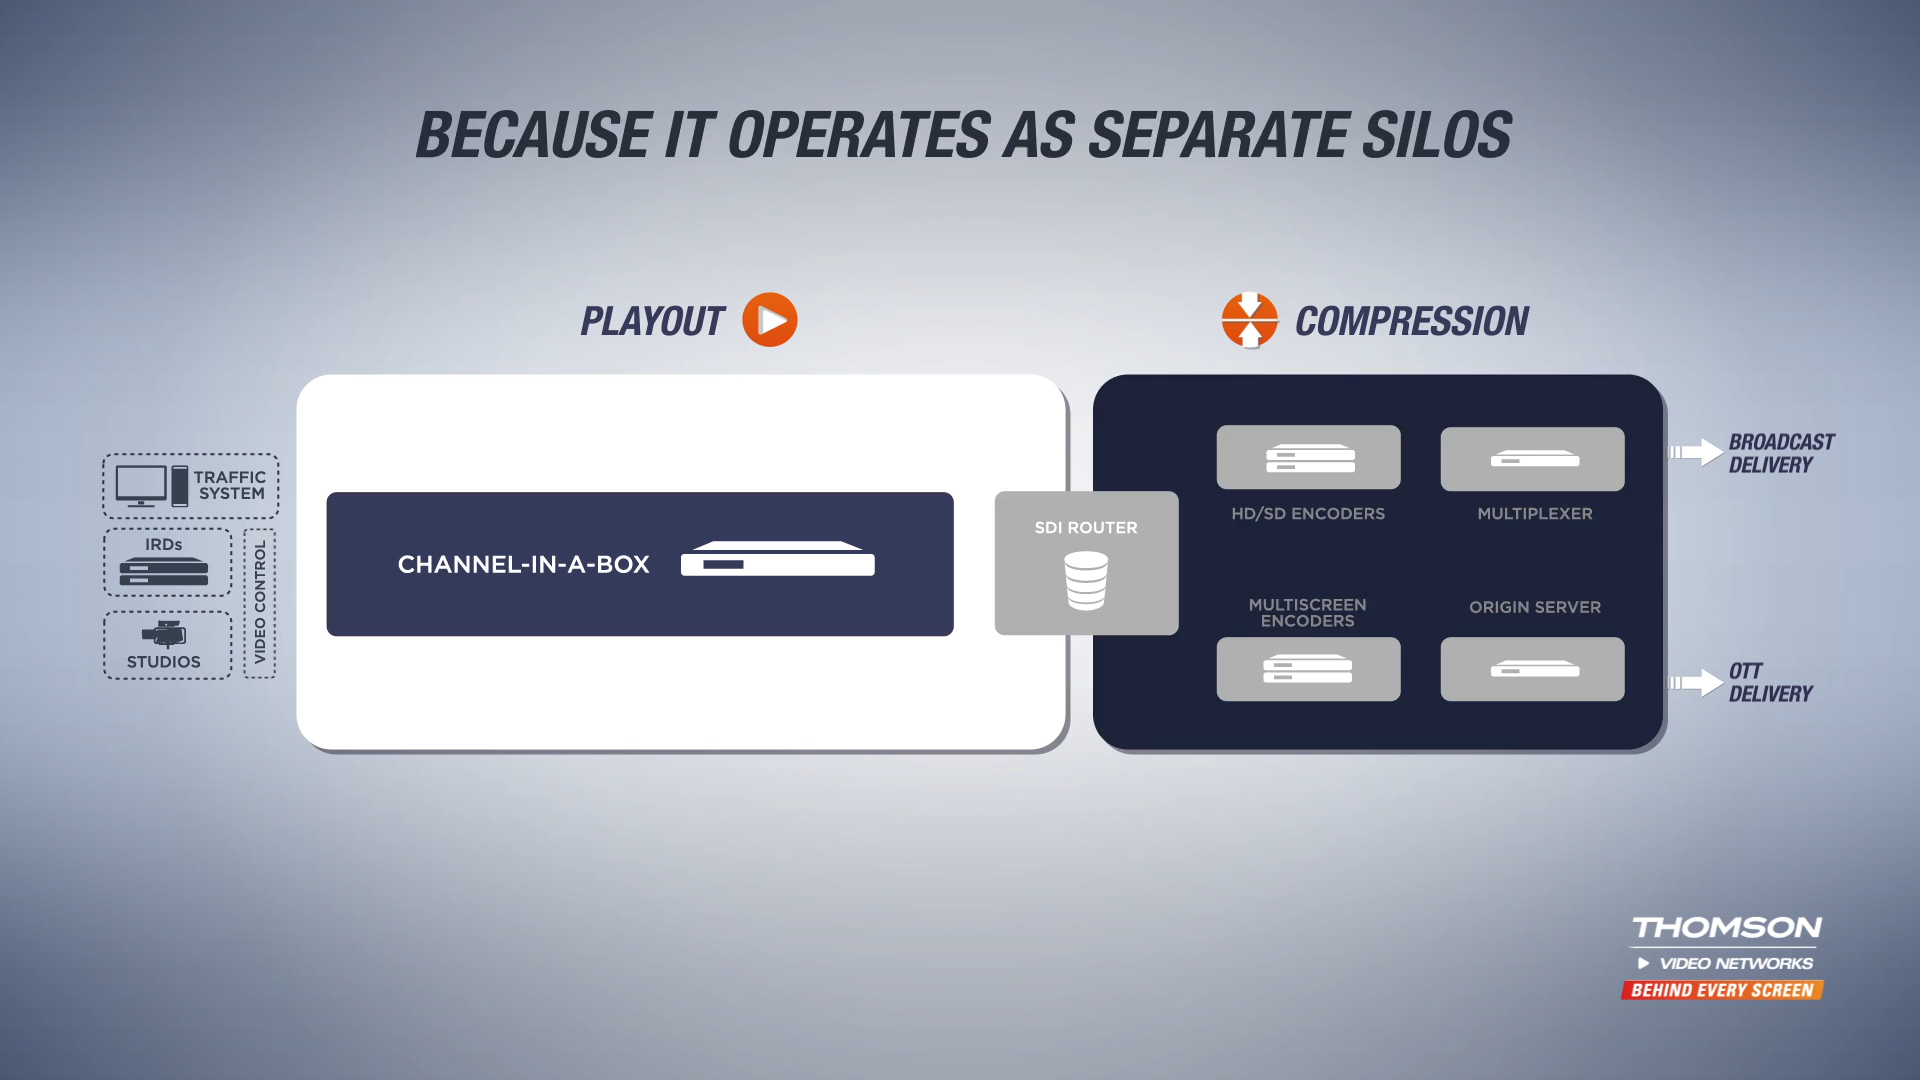 BECAUSE IT OPERATES AS SEPARATE SILOS
PLAYOUT
COMPRESSION
TRAFFIC
SYSTEM
IRDs
STUDIOS
VIDEO CONTROL
CHANNEL-IN-A-BOX
SDI ROUTER
HD/SD ENCODERS
MULTIPLEXER
MULTISCREEN
ENCODERS
ORIGIN SERVER
BROADCAST
DELIVERY
OTT
DELIVERY
THOMSON
VIDEO NETWORKS
BEHIND EVERY SCREEN